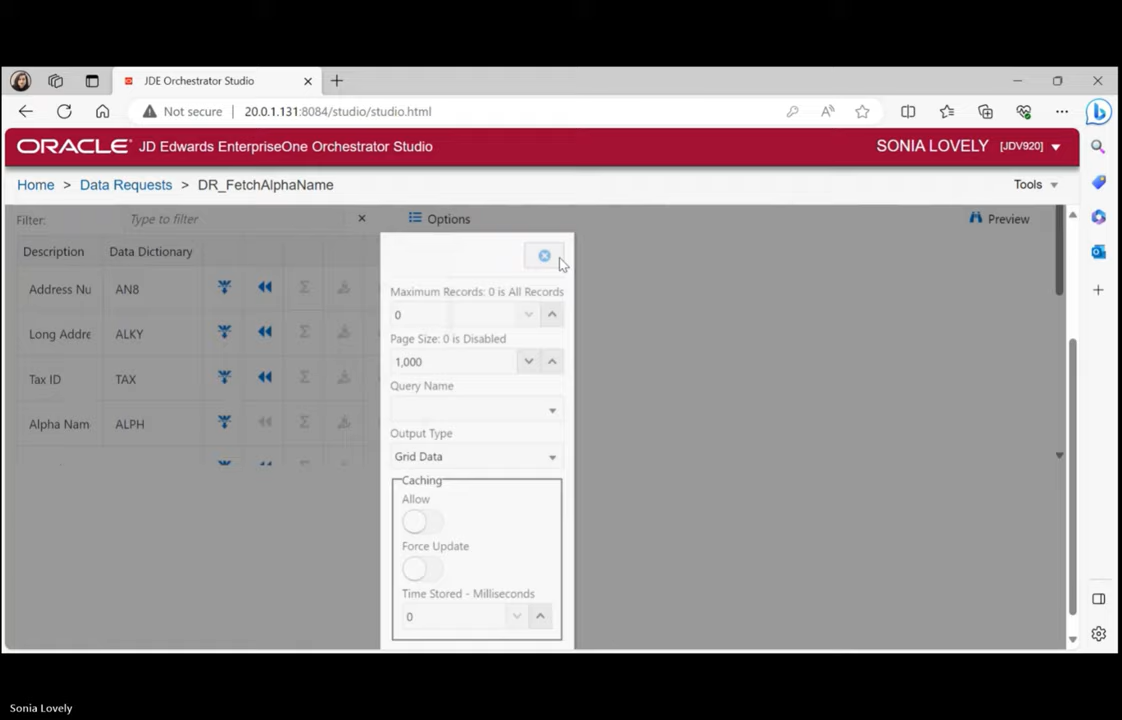 JDE Orchestrator Studio
Not secure 20.0.1.131:8084/studio/studio.html
ORACLE JD Edwards EnterpriseOne Orchestrator Studio SONIA LOVELY [JDV920]
Home > Data Requests > DR_FetchAlphaName Tools
Filter: Type to filter Options Preview
Description Data Dictionary
Address Nu AN8
Long Addre ALKY
Tax ID TAX
Alpha Nam ALPH
Maximum Records: 0 is All Records
0
Page Size: 0 is Disabled
1,000
Query Name
Output Type
Grid Data
Caching
Allow
Force Update
Time Stored - Milliseconds
0
Sonia Lovely